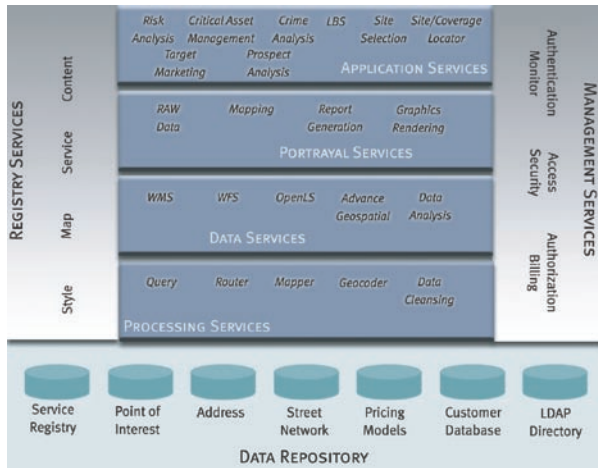 Risk Critical Asset Crime LBS Site Site/Coverage
Analysis Management Analysis Selection Locator
Target Prospect
Marketing Analysis
APPLICATION SERVICES
RAW Mapping Report Graphics
Data Generation Rendering
PORTRAYAL SERVICES
WMS WFS OpenLS Advance Data
Geospatial Analysis
DATA SERVICES
Query Router Mapper Geocoder Data
Cleansing
PROCESSING SERVICES
REGISTRY SERVICES
Content
Service
Map
Style
Authentication
Monitor
Access
Security
Authorization
Billing
MANAGEMENT SERVICES
Service Point of Address Street Pricing Customer LDAP
Registry Interest Network Models Database Directory
DATA REPOSITORY